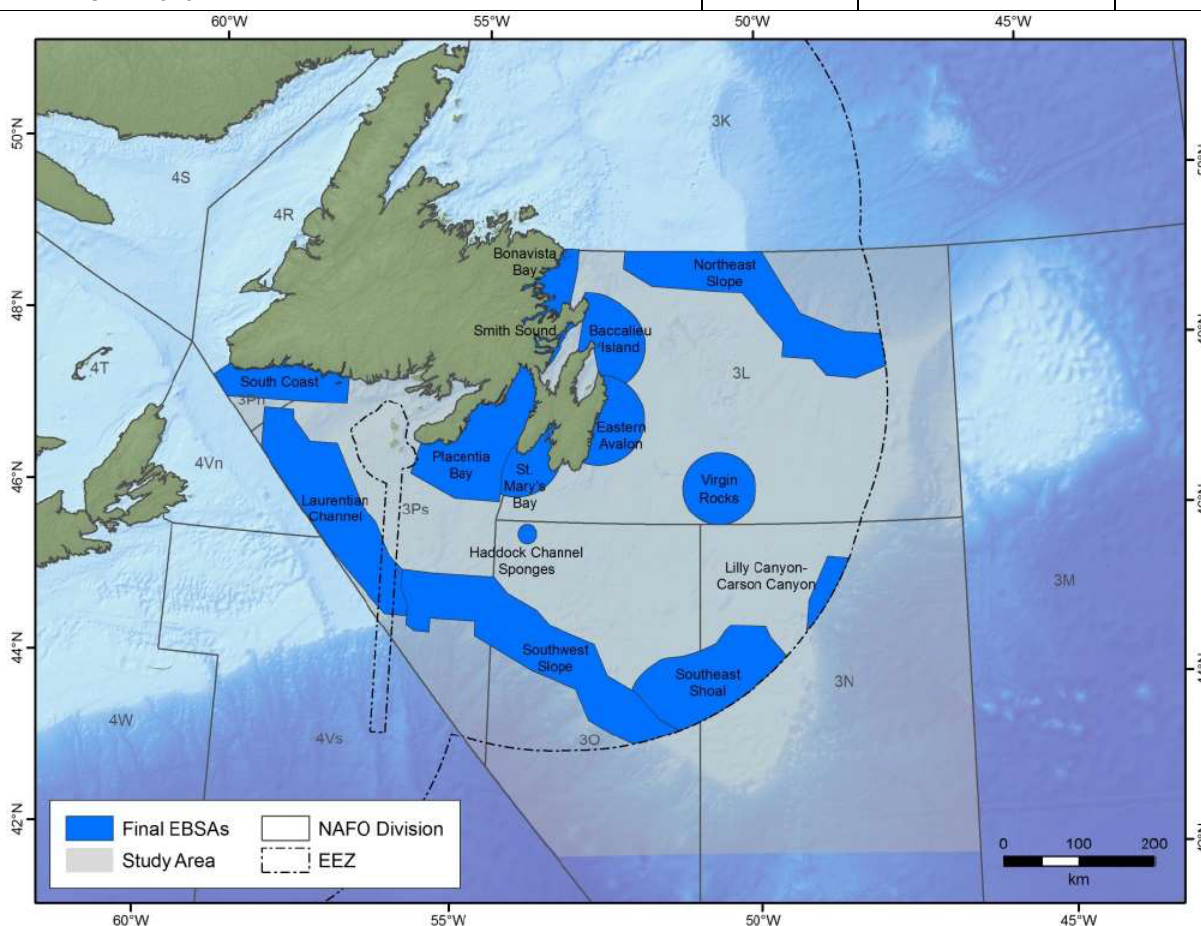 60°W 55°W 50°W 45°W
50°N
48°N
46°N
44°N
42°N
3K
4S
4R
Bonavista
Bay
Northeast
Slope
Smith Sound
Baccalieu
Island
4T
3L
South Coast
3Pn
Eastern
Avalon
4Vn
Placentia
Bay
St.
Mary's
Bay
Virgin
Rocks
Laurentian
Channel
3Ps
Haddock Channel
Sponges
Lilly Canyon-
Carson Canyon
3M
Southwest
Slope
Southeast
Shoal
3N
4W
4Vs
3O
Final EBSAs
NAFO Division
Study Area
EEZ
0 100 200
km
60°W 55°W 50°W 45°W